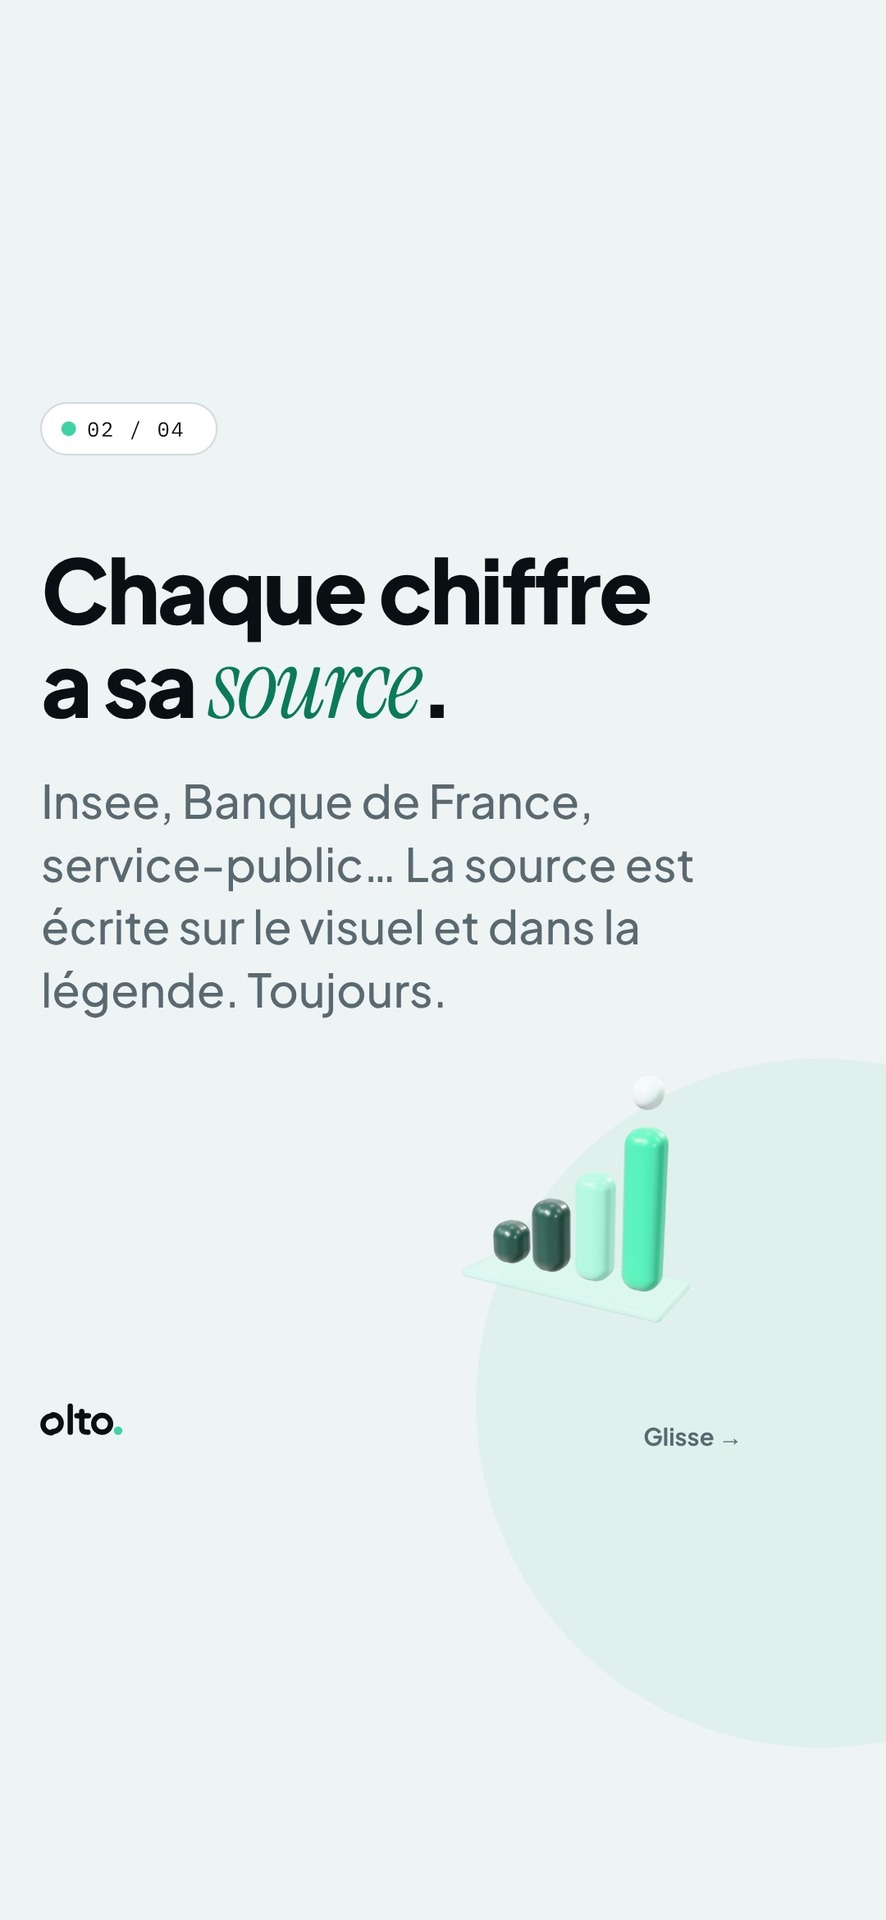 02 / 04
Chaque chiffre
a sa source.
Insee, Banque de France,
service-public… La source est
écrite sur le visuel et dans la
légende. Toujours.
olto.
Glisse →